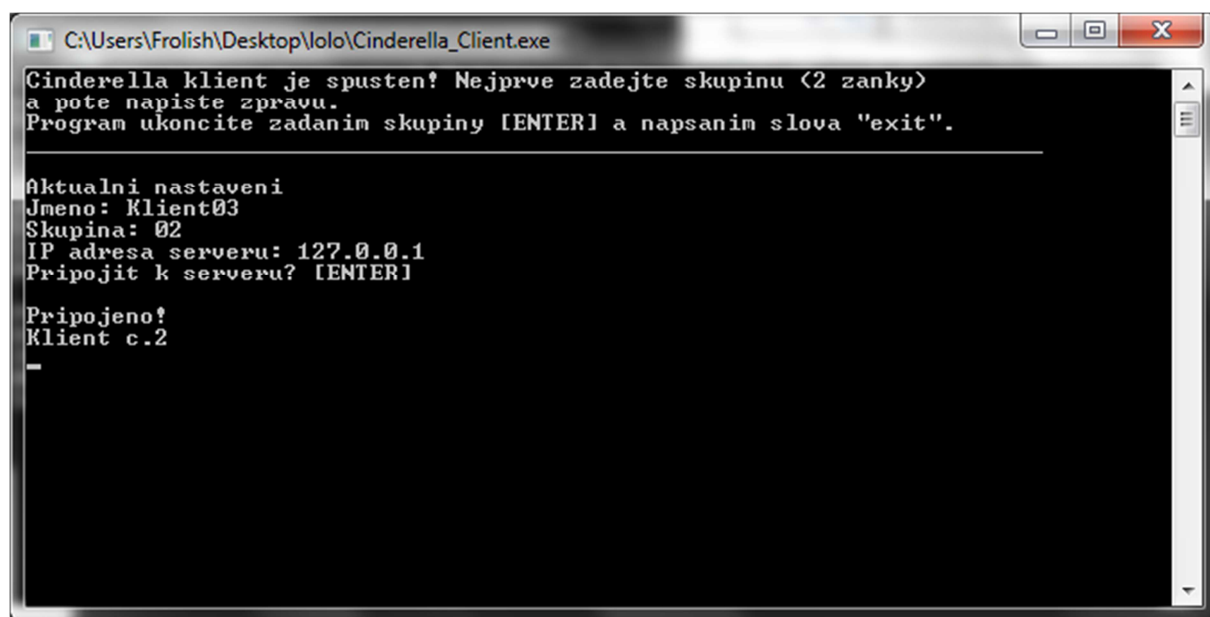 C:\Users\Frolish\Desktop\lolo\Cinderella_Client.exe
Cinderella klient je spusten! Nejprve zadejte skupinu (2 zanky)
a pote napiste zpravu.
Program ukoncite zadanim skupiny [ENTER] a napsanim slova "exit".
Aktualni nastaveni
Jmeno: Klient03
Skupina: 02
IP adresa serveru: 127.0.0.1
Pripojit k serveru? [ENTER]
Pripojeno!
Klient c.2